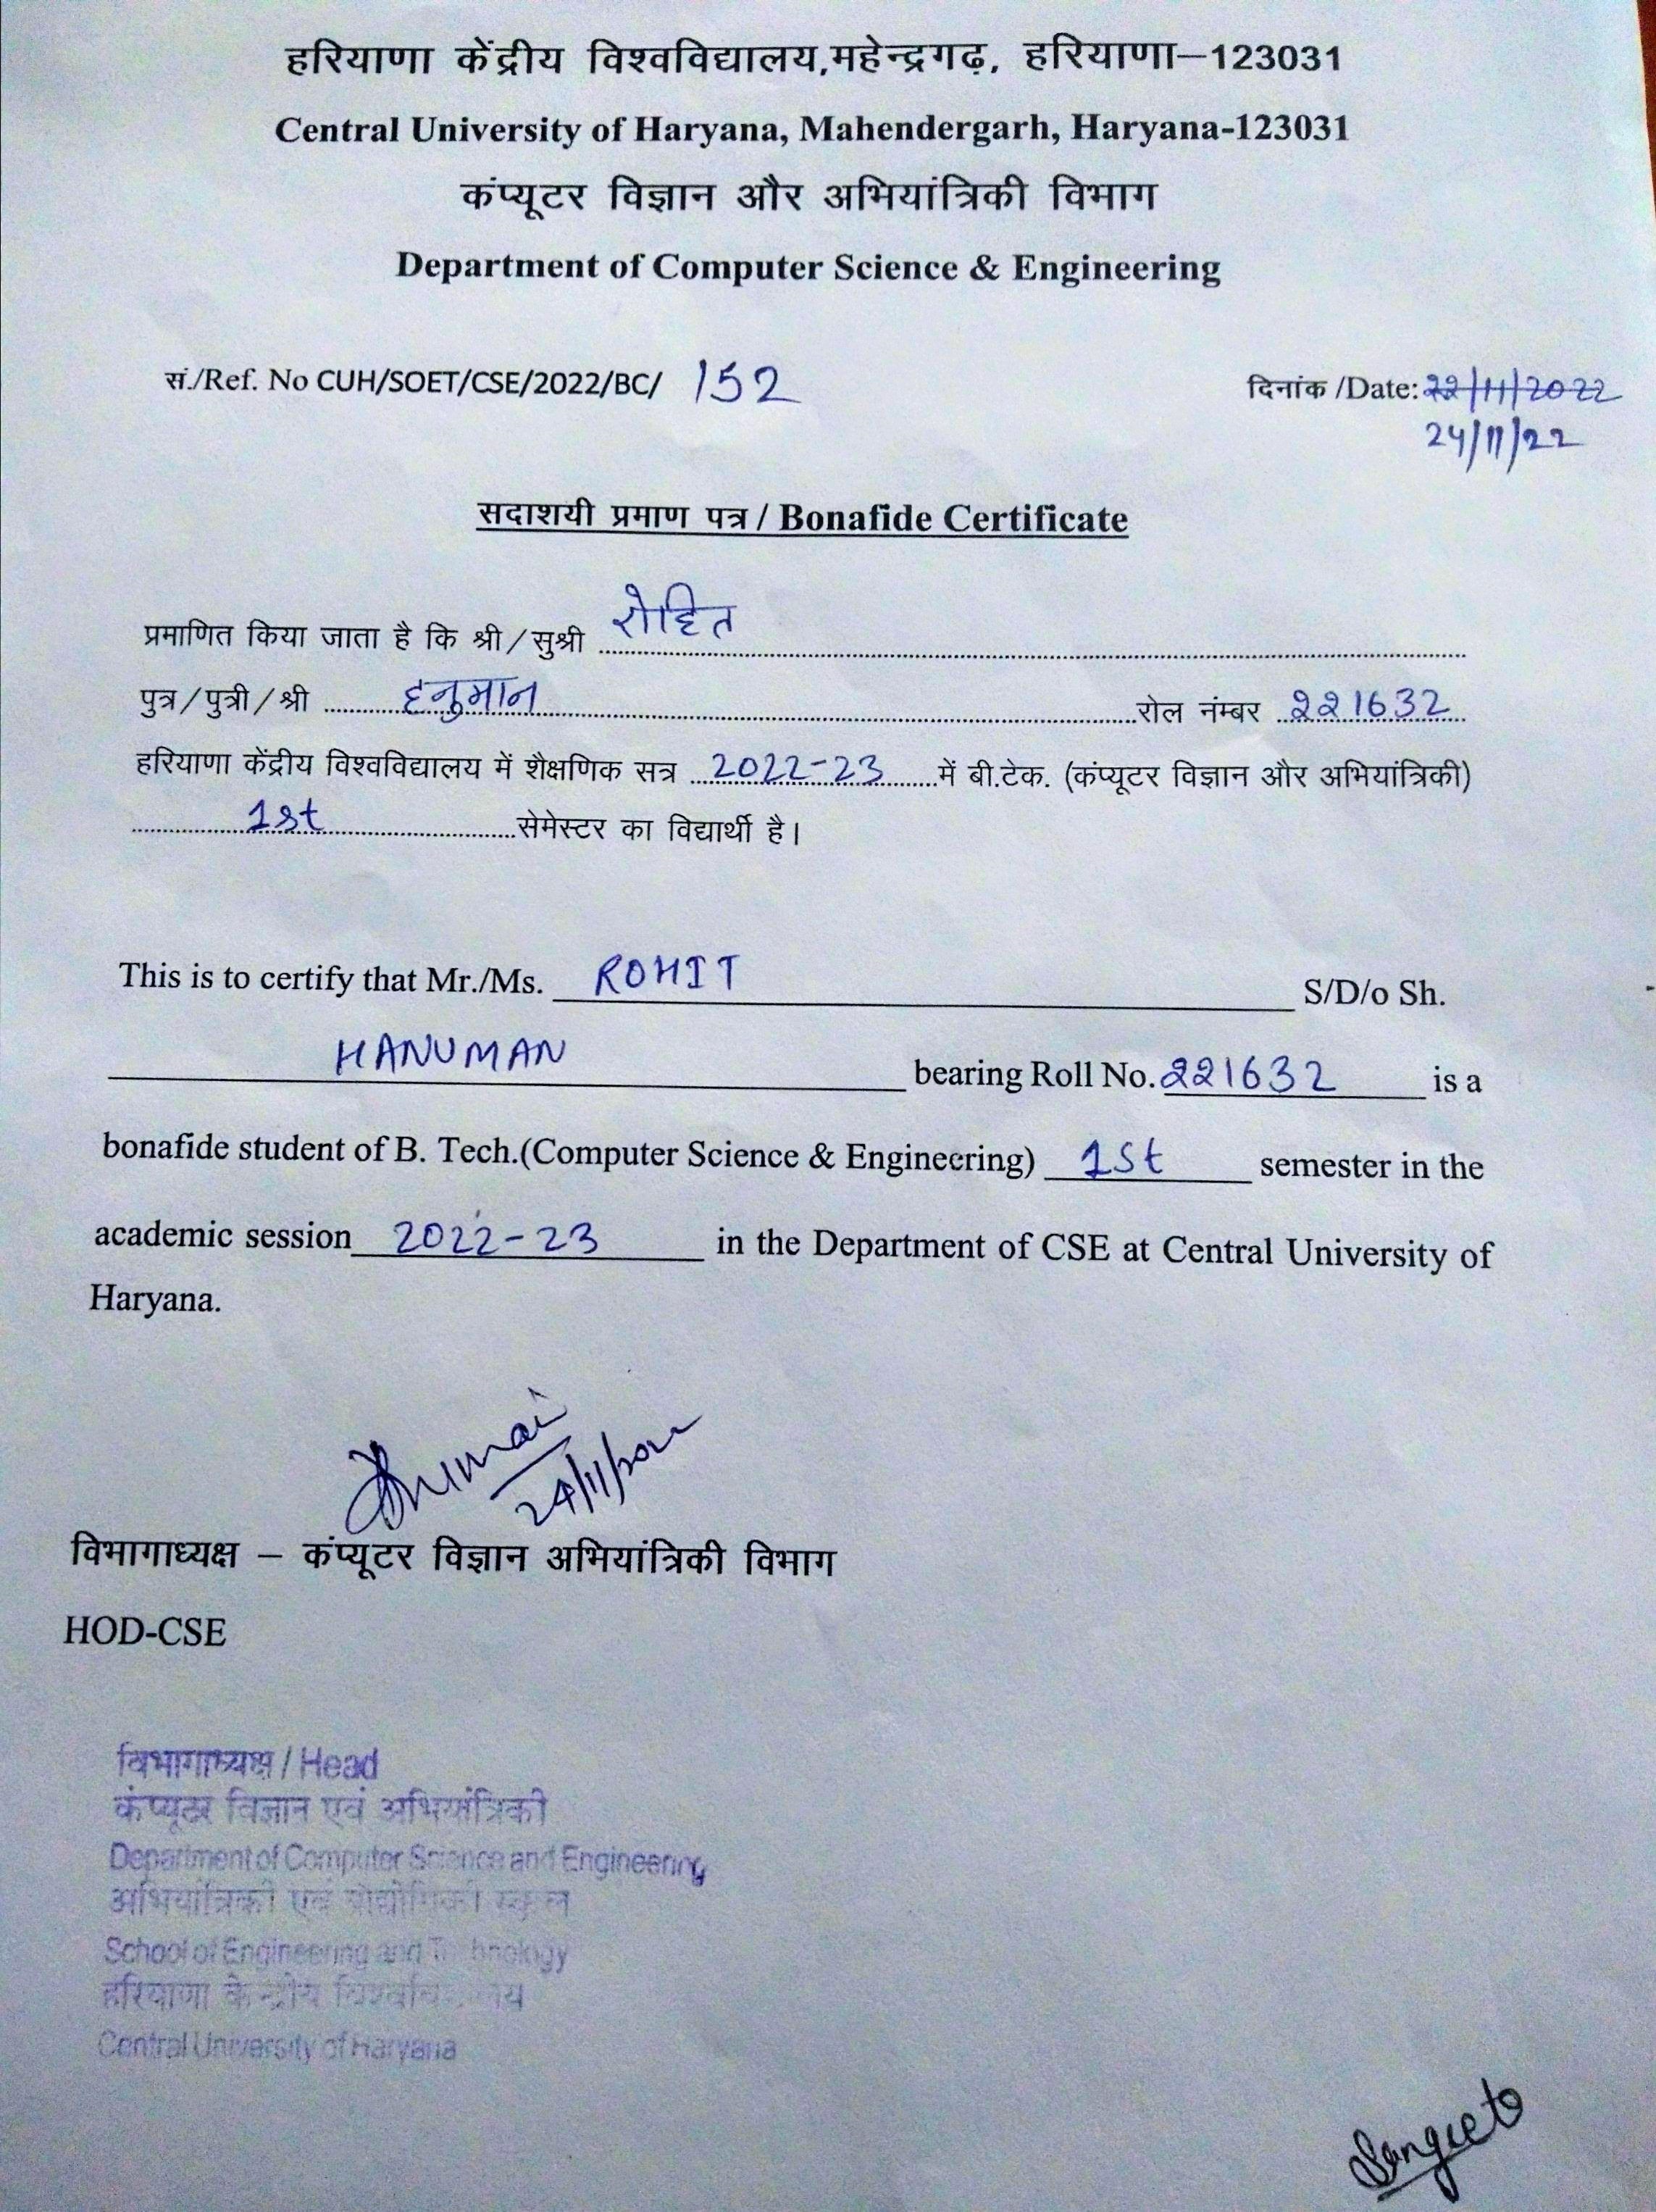 हरियाणा केंद्रीय विश्वविद्यालय,महेन्द्रगढ़, हरियाणा–123031
Central University of Haryana, Mahendergarh, Haryana-123031
कंप्यूटर विज्ञान और अभियांत्रिकी विभाग
Department of Computer Science & Engineering
सं./Ref. No CUH/SOET/CSE/2022/BC/ 152 दिनांक /Date: 22/11/2022
24/11/22
सदाशयी प्रमाण पत्र / Bonafide Certificate
प्रमाणित किया जाता है कि श्री/सुश्री रोहित
पुत्र/पुत्री/श्री हनुमान रोल नंम्बर 221632
हरियाणा केंद्रीय विश्वविद्यालय में शैक्षणिक सत्र 2022-23 में बी.टेक. (कंप्यूटर विज्ञान और अभियांत्रिकी)
1st सेमेस्टर का विद्यार्थी है।
This is to certify that Mr./Ms. ROHIT S/D/o Sh.
HANUMAN bearing Roll No. 221632 is a
bonafide student of B. Tech.(Computer Science & Engineering) 1st semester in the
academic session 2022-23 in the Department of CSE at Central University of
Haryana.
24/11/2022
विभागाध्यक्ष – कंप्यूटर विज्ञान अभियांत्रिकी विभाग
HOD-CSE
विभागाध्यक्ष / Head
कंप्यूटर विज्ञान एवं अभियांत्रिकी
Department of Computer Science and Engineering
अभियांत्रिकी एवं प्रौद्योगिकी स्कूल
School of Engineering and Technology
हरियाणा केन्द्रीय विश्वविद्यालय
Central University of Haryana